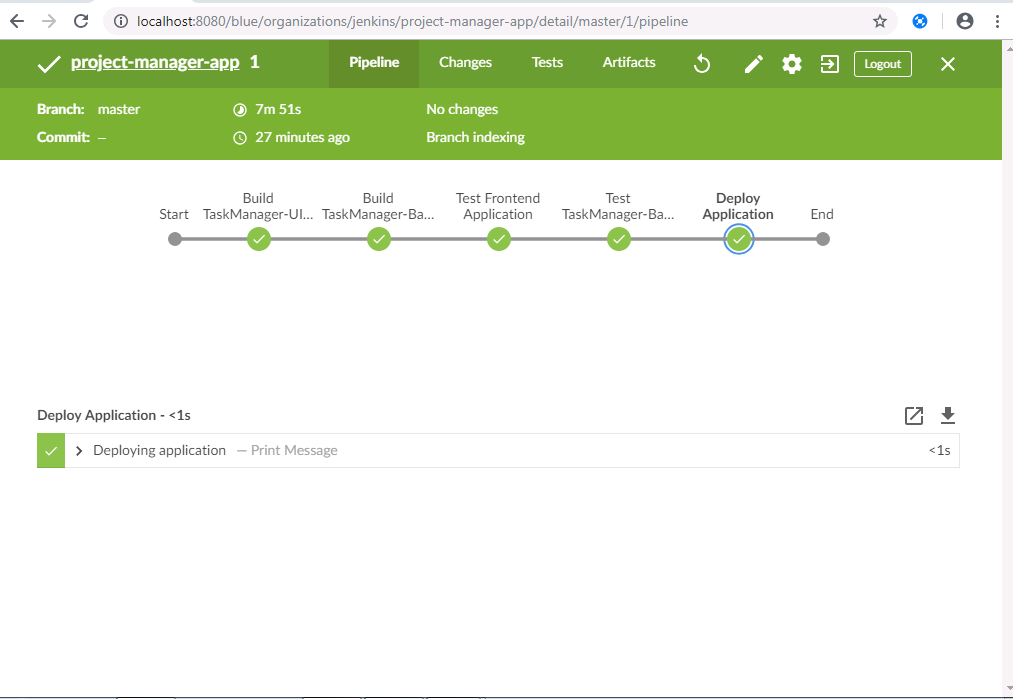 localhost:8080/blue/organizations/jenkins/project-manager-app/detail/master/1/pipeline
project-manager-app 1 Pipeline Changes Tests Artifacts Logout
Branch: master 7m 51s No changes
Commit: – 27 minutes ago Branch indexing
Start
Build
TaskManager-UI...
Build
TaskManager-Ba...
Test Frontend
Application
Test
TaskManager-Ba...
Deploy
Application
End
Deploy Application - <1s
Deploying application — Print Message <1s